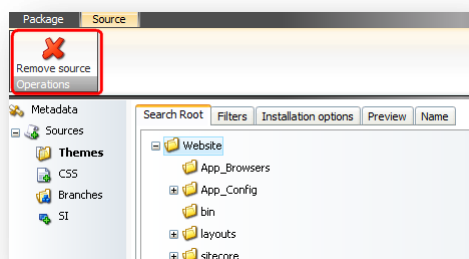 Package Source
Remove source
Operations
Metadata
Sources
Themes
CSS
Branches
SI
Search Root Filters Installation options Preview Name
Website
App_Browsers
App_Config
bin
layouts
sitecore